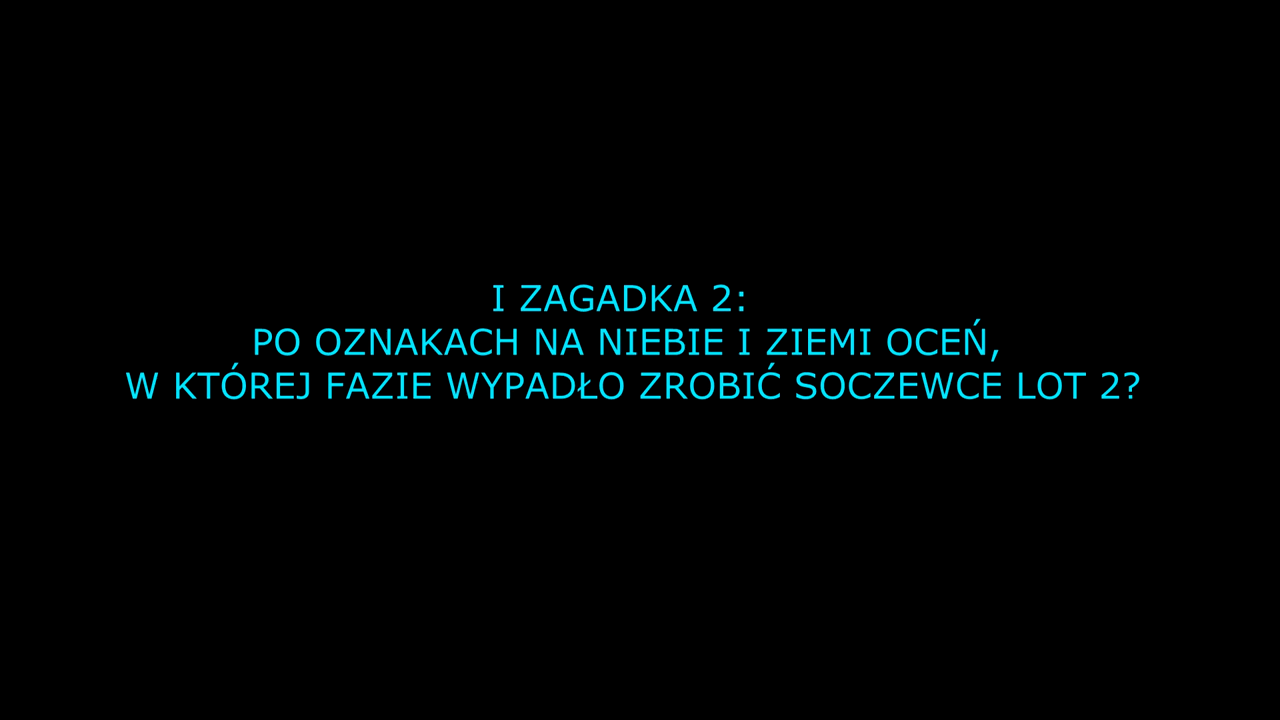 I ZAGADKA 2:
PO OZNAKACH NA NIEBIE I ZIEMI OCEŃ,
W KTÓREJ FAZIE WYPADŁO ZROBIĆ SOCZEWCE LOT 2?